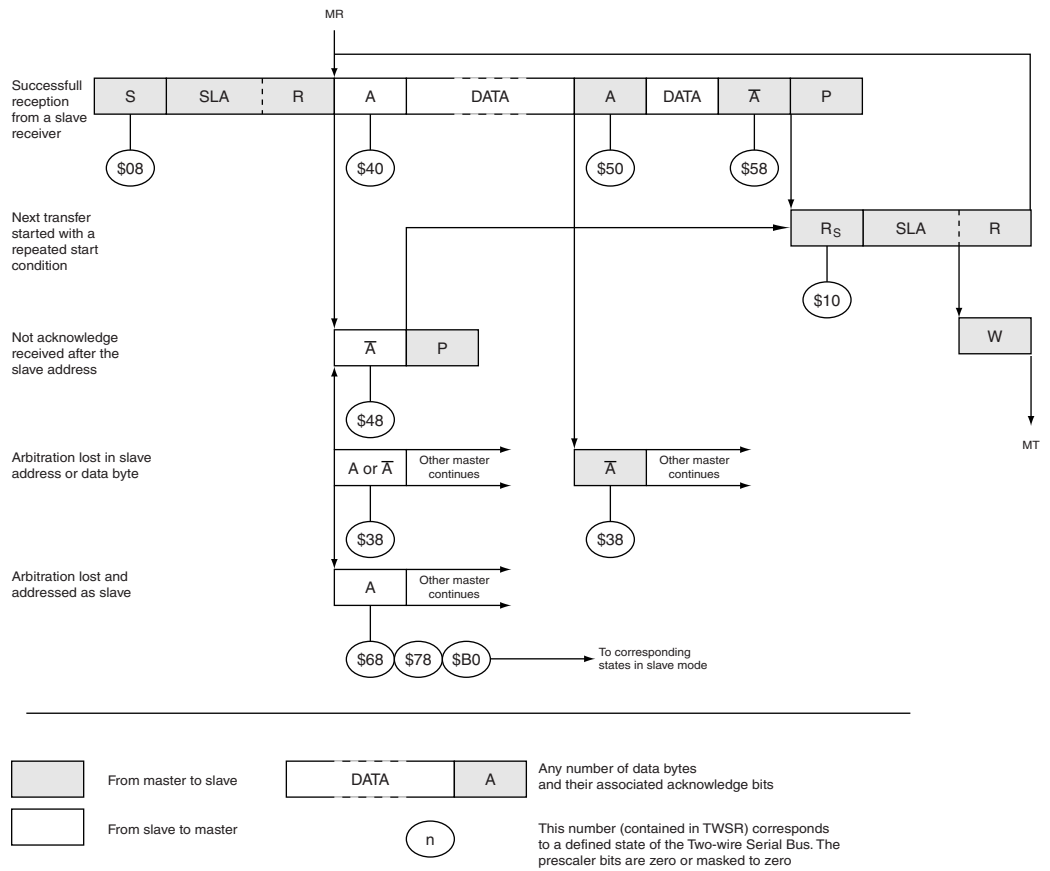 MR
Successfull
reception
from a slave
receiver
S SLA R A DATA A DATA A̅ P
$08 $40 $50 $58
Next transfer
started with a
repeated start
condition
RS SLA R
$10
W
MT
Not acknowledge
received after the
slave address
A̅ P
$48
Arbitration lost in slave
address or data byte
A or A̅
Other master
continues
A̅
Other master
continues
$38 $38
Arbitration lost and
addressed as slave
A
Other master
continues
$68 $78 $B0
To corresponding
states in slave mode
From master to slave
DATA A
Any number of data bytes
and their associated acknowledge bits
From slave to master
n
This number (contained in TWSR) corresponds
to a defined state of the Two-wire Serial Bus. The
prescaler bits are zero or masked to zero